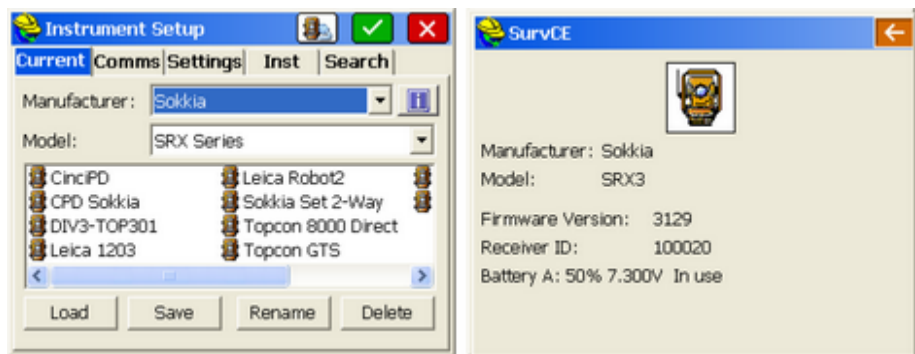 Instrument Setup
Current Comms Settings Inst Search
Manufacturer: Sokkia
Model: SRX Series
CinciPD Leica Robot2
CPD Sokkia Sokkia Set 2-Way
DIV3-TOP301 Topcon 8000 Direct
Leica 1203 Topcon GTS
Load Save Rename Delete
SurvCE
Manufacturer: Sokkia
Model: SRX3
Firmware Version: 3129
Receiver ID: 100020
Battery A: 50% 7.300V In use